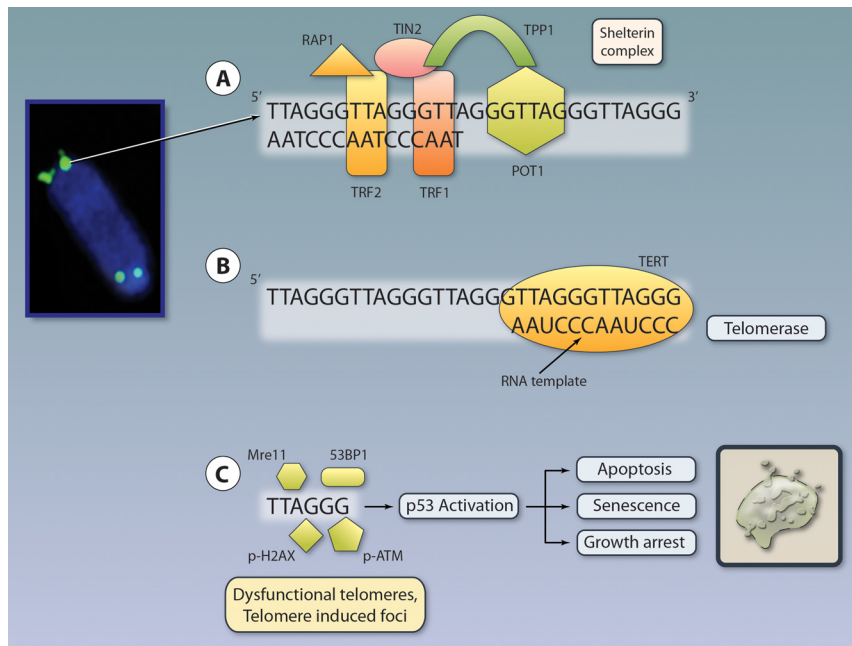 RAP1
TIN2
TPP1
Shelterin
complex
A
5′
3′
TTAGGGTTAGGGTTAGGGTTAGGGTTAGGG
AATCCCAATCCCAAT
TRF2
TRF1
POT1
B
5′
TERT
TTAGGGTTAGGGTTAGGGTTAGGGTTAGGG
AAUCCCAAUCCC
Telomerase
RNA template
C
Mre11
53BP1
TTAGGG
p53 Activation
Apoptosis
Senescence
Growth arrest
p-H2AX
p-ATM
Dysfunctional telomeres,
Telomere induced foci